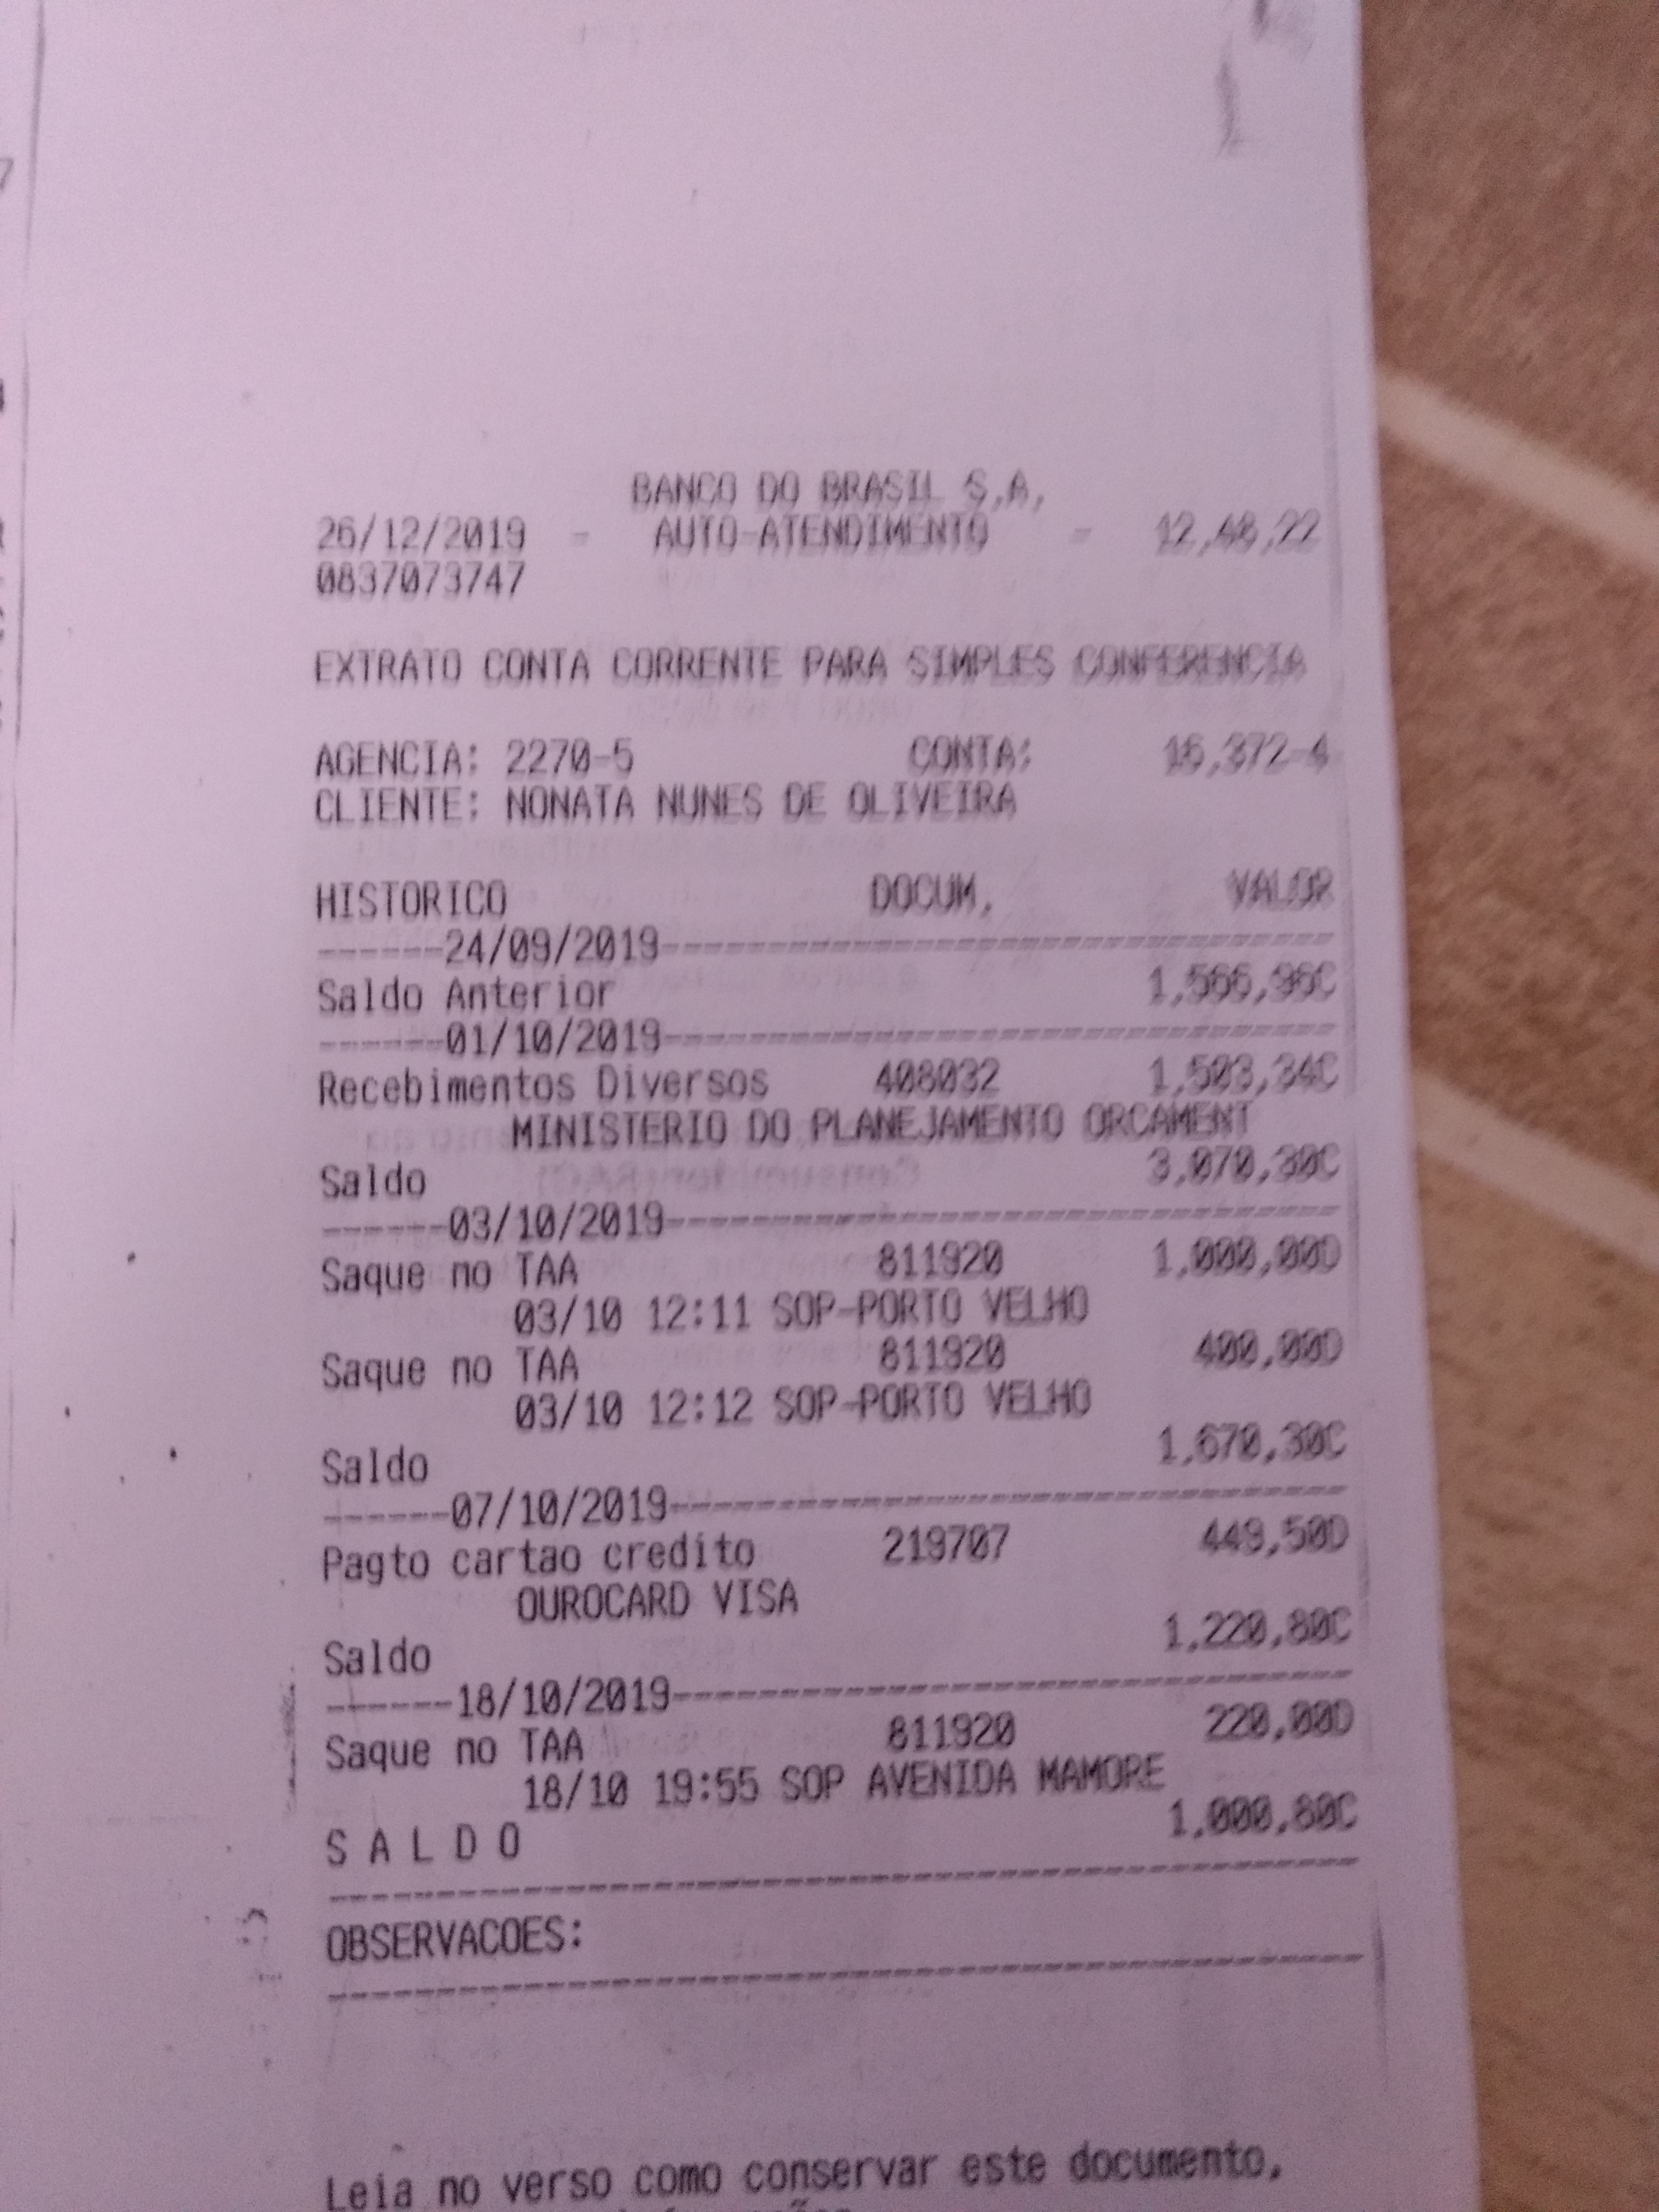 BANCO DO BRASIL S.A.
26/12/2019 - AUTO-ATENDIMENTO - 12.48.22
0837073747
EXTRATO CONTA CORRENTE PARA SIMPLES CONFERENCIA
AGENCIA: 2270-5 CONTA: 16.372-4
CLIENTE: NONATA NUNES DE OLIVEIRA
HISTORICO DOCUM. VALOR
------24/09/2019--------------------------------
Saldo Anterior 1.566,96C
------01/10/2019--------------------------------
Recebimentos Diversos 408032 1.503,34C
MINISTERIO DO PLANEJAMENTO ORCAMENT
Saldo 3.070,30C
------03/10/2019--------------------------------
Saque no TAA 811920 1.000,00D
03/10 12:11 SOP-PORTO VELHO
Saque no TAA 811920 400,00D
03/10 12:12 SOP-PORTO VELHO
Saldo 1.670,30C
------07/10/2019--------------------------------
Pagto cartao credito 219707 449,50D
OUROCARD VISA
Saldo 1.220,80C
------18/10/2019--------------------------------
Saque no TAA 811920 220,00D
18/10 19:55 SOP AVENIDA MAMORE
S A L D O 1.000,80C
------------------------------------------------
OBSERVACOES:
------------------------------------------------
Leia no verso como conservar este documento,